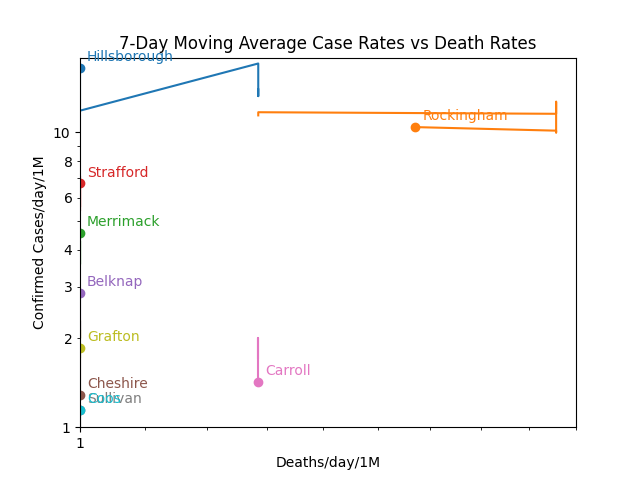 7-Day Moving Average Case Rates vs Death Rates
Hillsborough
Rockingham
10
8
Strafford
6
Merrimack
4
Belknap
3
Grafton
2
Carroll
Cheshire
Sullivan
Coos
1
1
Confirmed Cases/day/1M
Deaths/day/1M